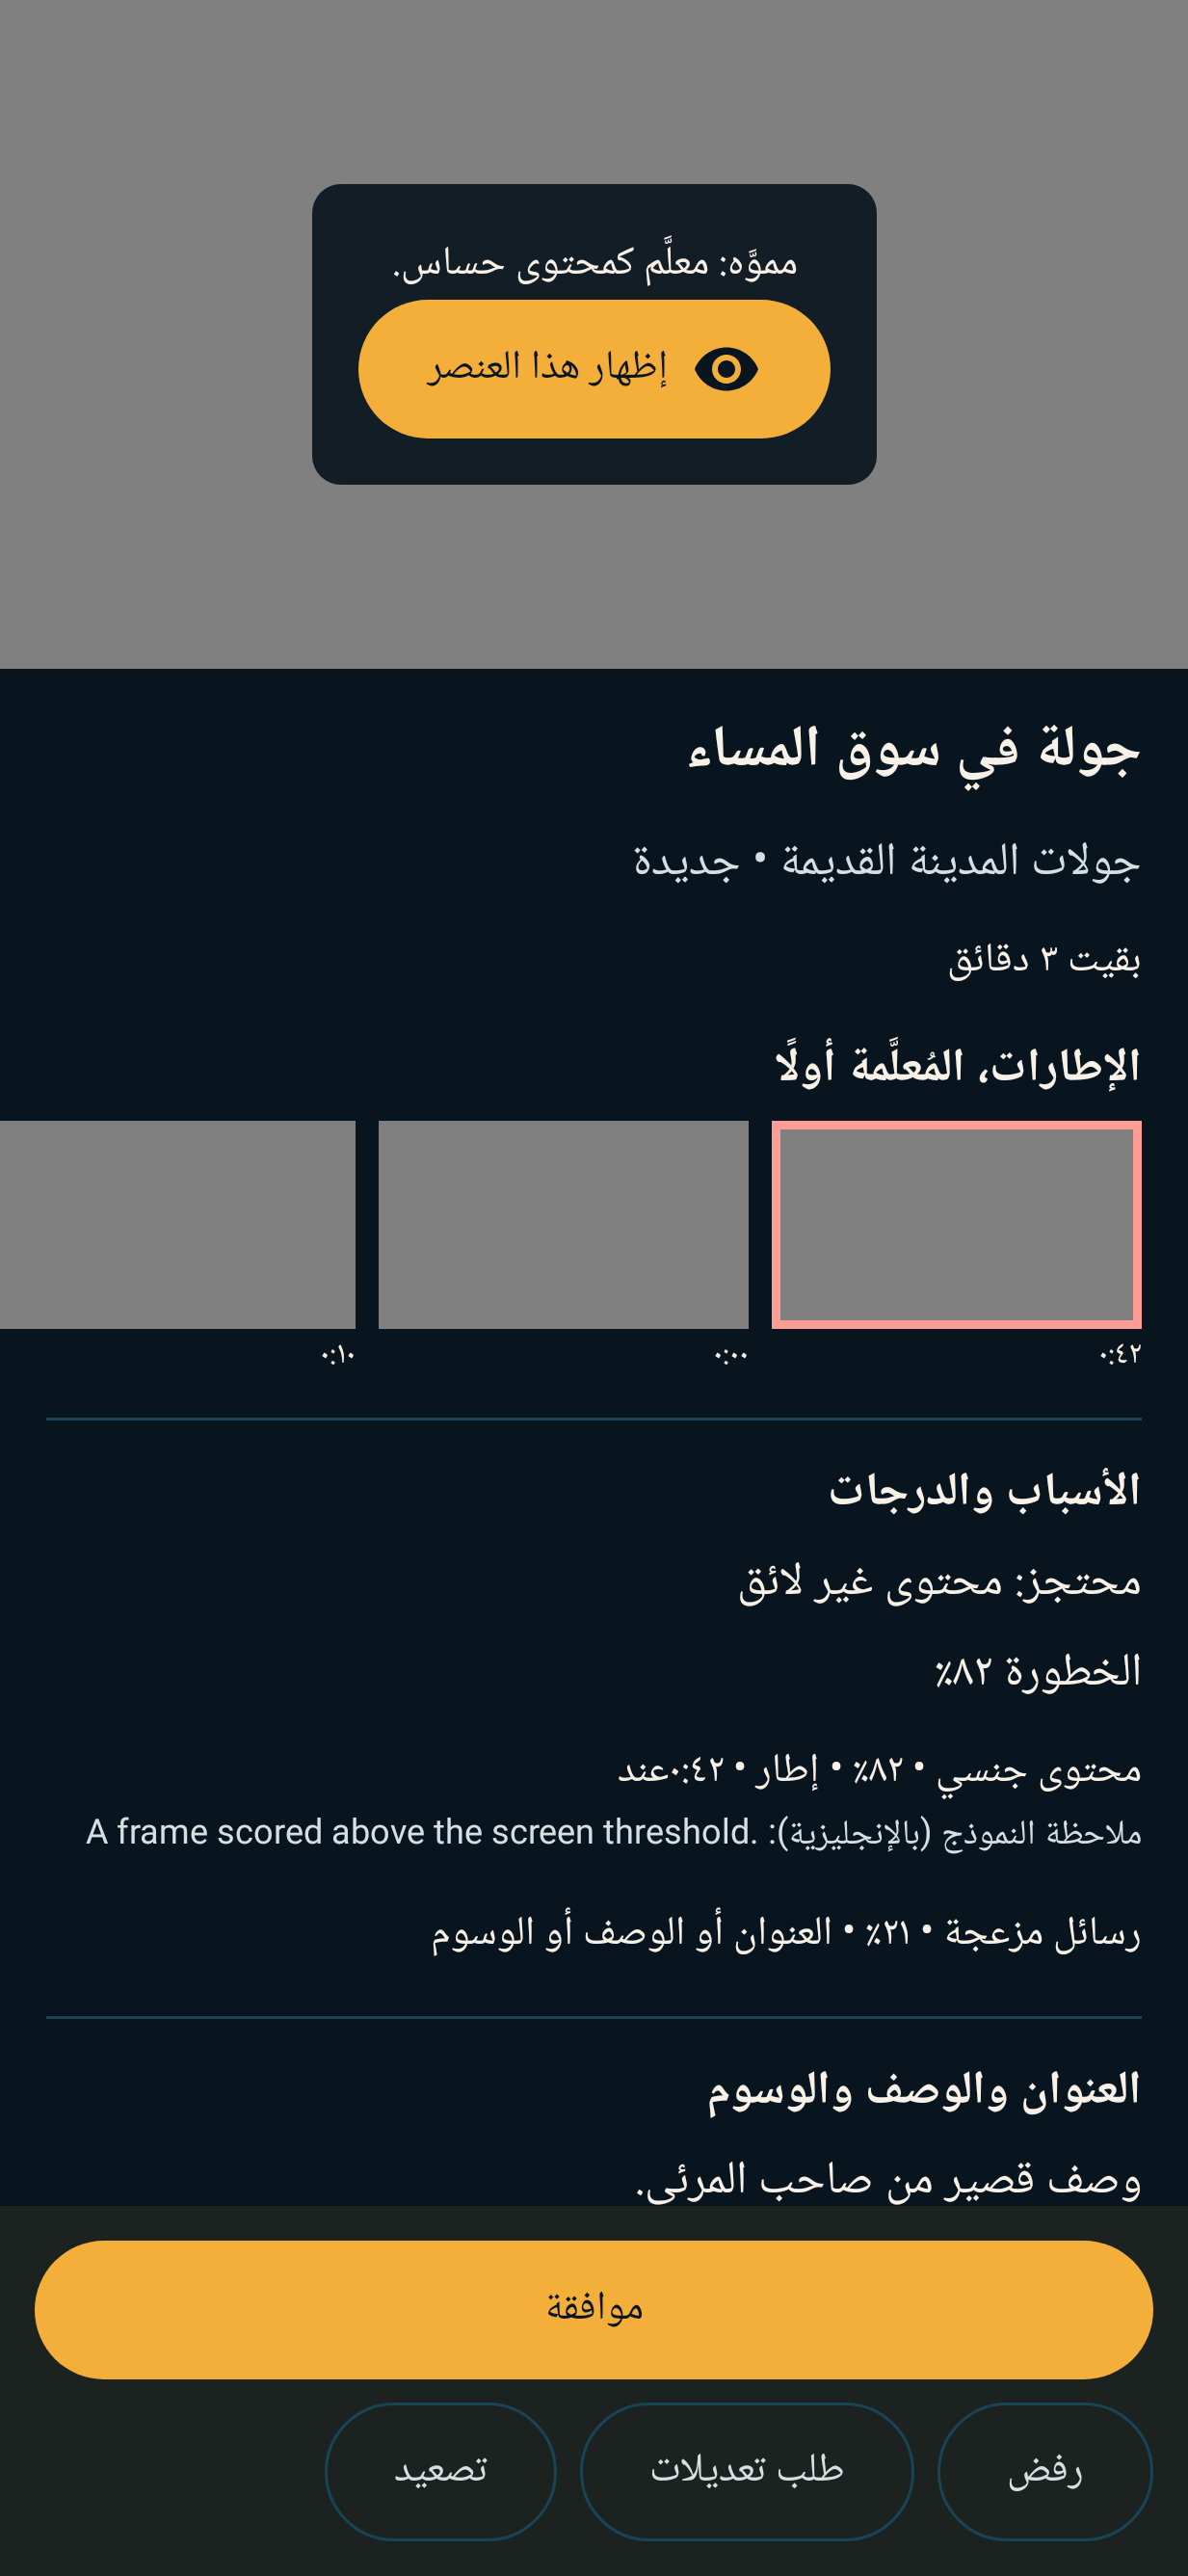 مموَّه: معلَّم كمحتوى حساس.
إظهار هذا العنصر
جولة في سوق المساء
جولات المدينة القديمة • جديدة
بقيت ٣ دقائق
الإطارات، المُعلَّمة أولًا
٠:٤٢
٠:٠٠
٠:١٠
الأسباب والدرجات
محتجز: محتوى غير لائق
الخطورة ٨٢٪
محتوى جنسي • ٨٢٪ • إطار • ٠:٤٢عند
ملاحظة النموذج (بالإنجليزية): A frame scored above the screen threshold.
رسائل مزعجة • ٢١٪ • العنوان أو الوصف أو الوسوم
العنوان والوصف والوسوم
وصف قصير من صاحب المرئي.
موافقة
رفض
طلب تعديلات
تصعيد